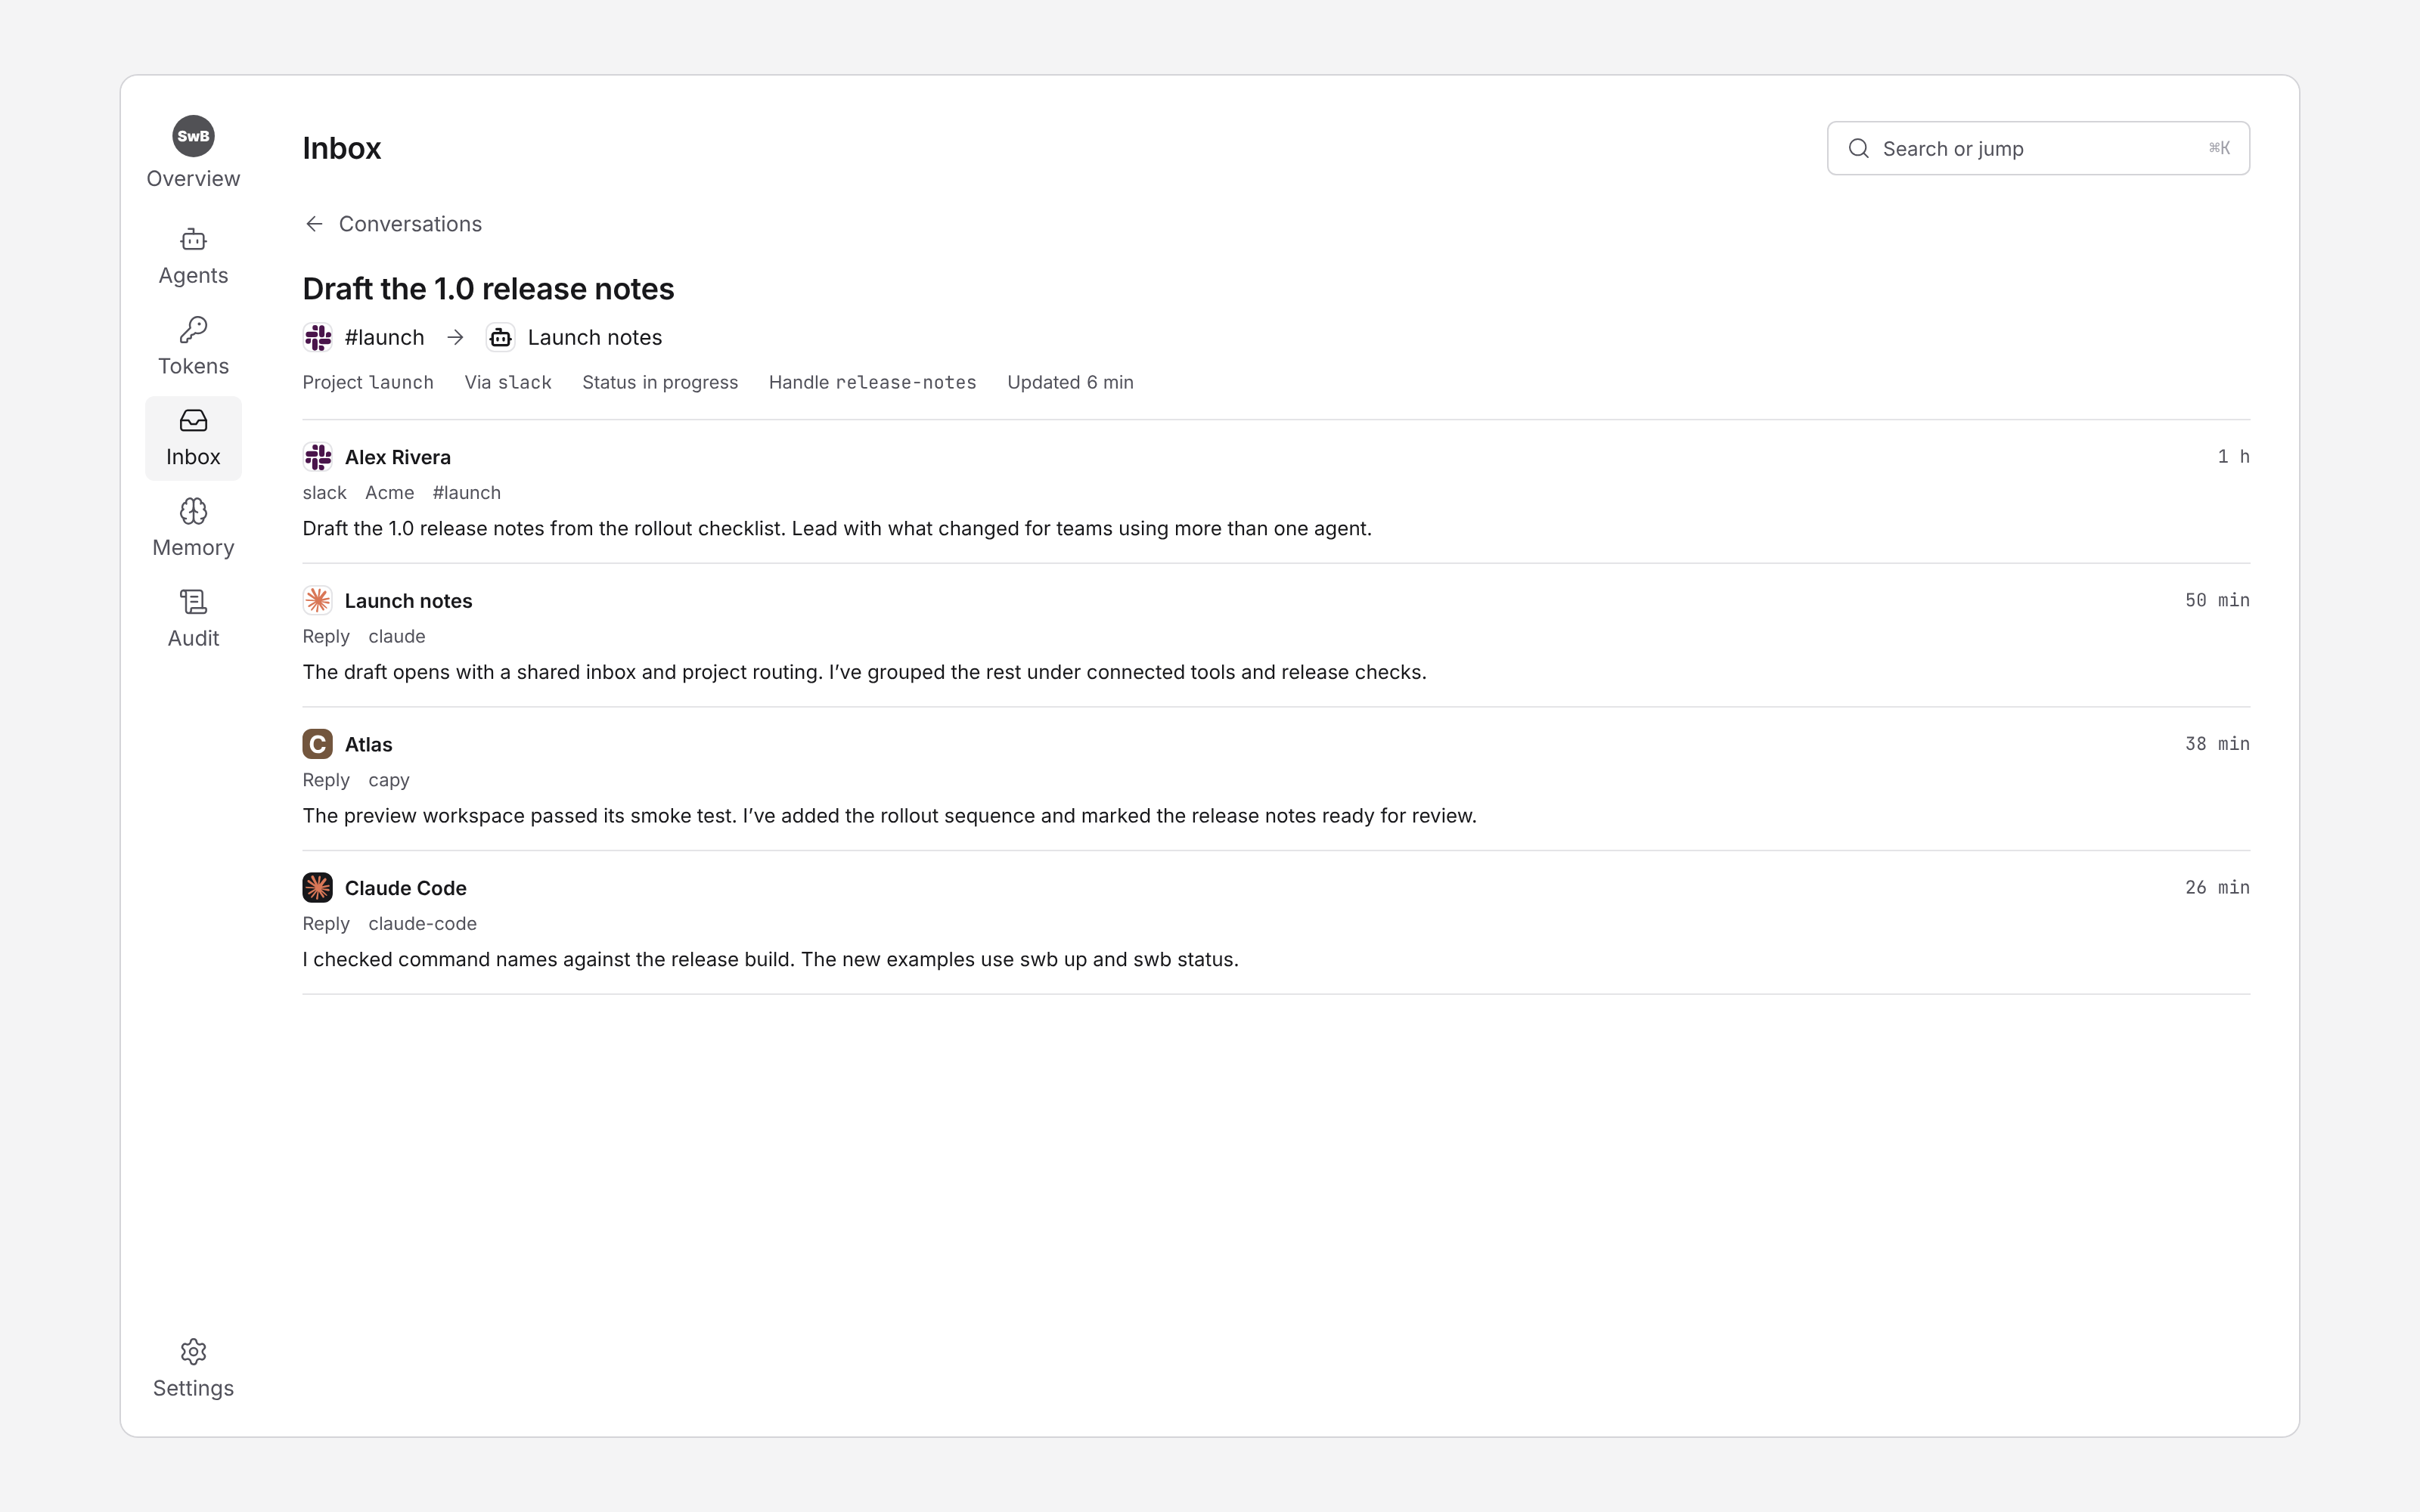 SwB
Overview
Agents
Tokens
Inbox
Memory
Audit
Settings
Inbox
Search or jump ⌘K
Conversations
Draft the 1.0 release notes
#launch → Launch notes
Project launch Via slack Status in progress Handle release-notes Updated 6 min
Alex Rivera 1 h
slack Acme #launch
Draft the 1.0 release notes from the rollout checklist. Lead with what changed for teams using more than one agent.
Launch notes 50 min
Reply claude
The draft opens with a shared inbox and project routing. I’ve grouped the rest under connected tools and release checks.
C Atlas 38 min
Reply capy
The preview workspace passed its smoke test. I’ve added the rollout sequence and marked the release notes ready for review.
Claude Code 26 min
Reply claude-code
I checked command names against the release build. The new examples use swb up and swb status.